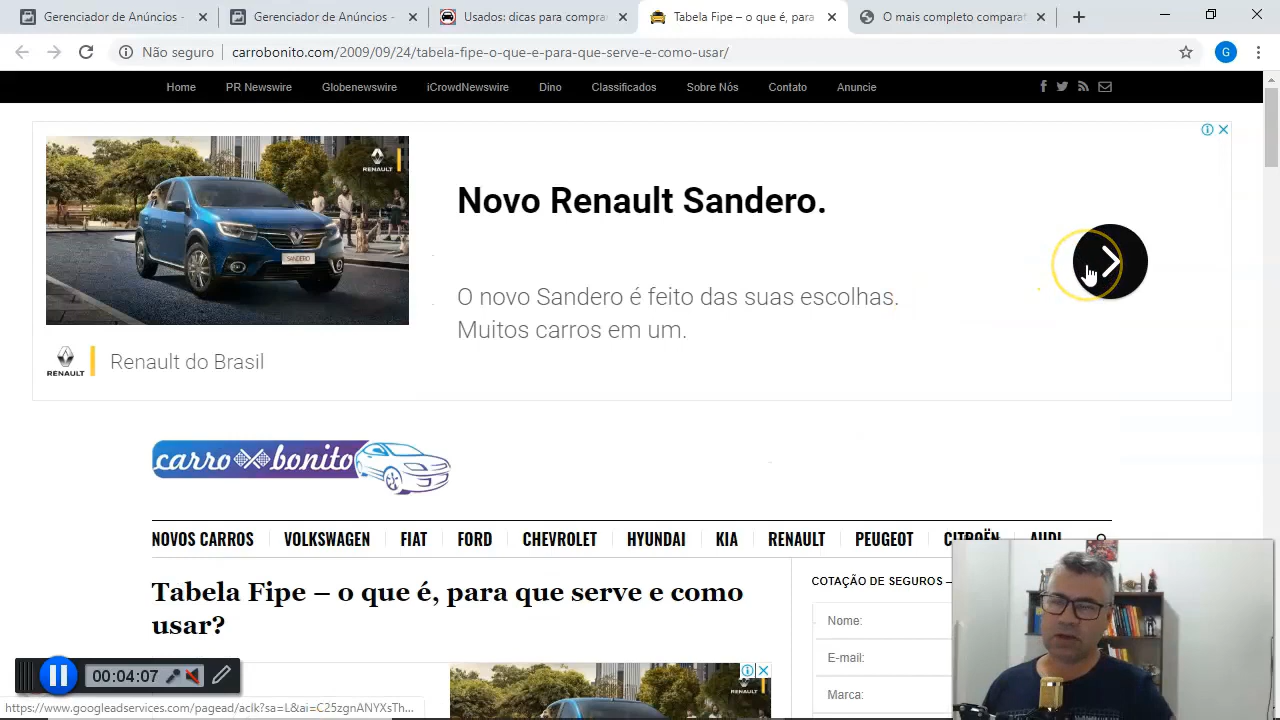 Gerenciador de Anúncios -
Gerenciador de Anúncios -
Usados: dicas para compra
Tabela Fipe – o que é, para
O mais completo comparat
Não seguro
carrobonito.com/2009/09/24/tabela-fipe-o-que-e-para-que-serve-e-como-usar/
G
Home
PR Newswire
Globenewswire
iCrowdNewswire
Dino
Classificados
Sobre Nós
Contato
Anuncie
RENAULT
SANDERO
Novo Renault Sandero.
O novo Sandero é feito das suas escolhas.
Muitos carros em um.
RENAULT
Renault do Brasil
carro bonito
NOVOS CARROS
VOLKSWAGEN
FIAT
FORD
CHEVROLET
HYUNDAI
KIA
RENAULT
PEUGEOT
CITROËN
AUDI
Tabela Fipe – o que é, para que serve e como
usar?
COTAÇÃO DE SEGUROS –
Nome:
E-mail:
Marca:
RENAULT
00:04:07
https://www.googleadservices.com/pagead/aclk?sa=L&ai=C25zgnANYXsTh...